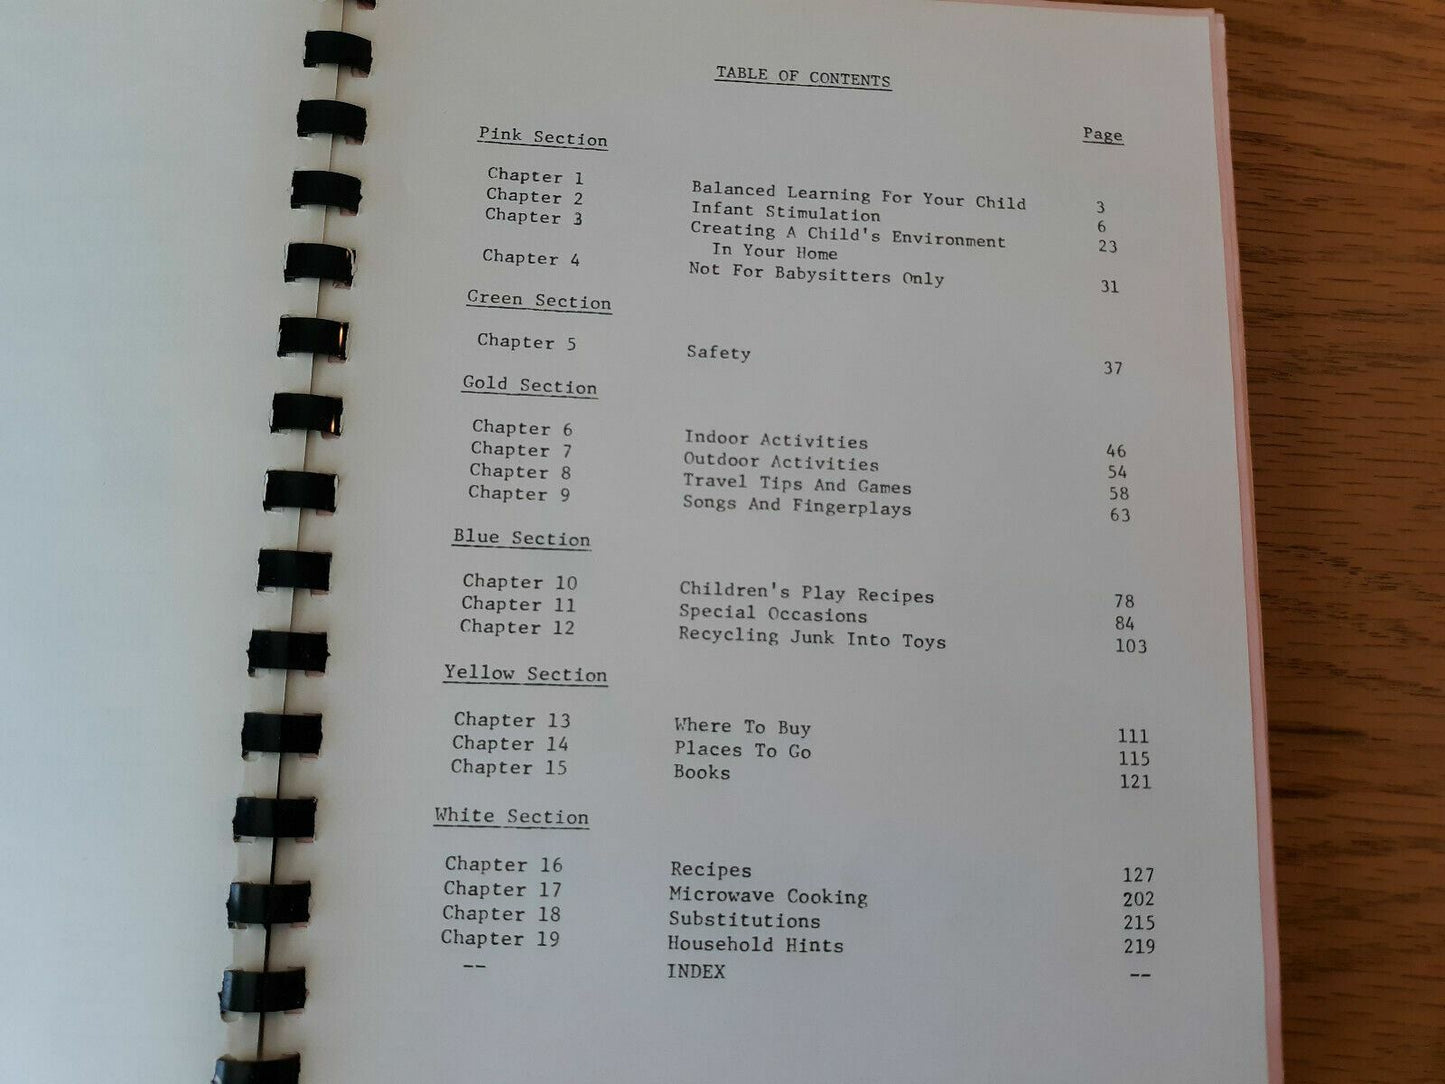 TABLE OF CONTENTS
Pink Section Page
Chapter 1 Balanced Learning For Your Child 3
Chapter 2 Infant Stimulation 6
Chapter 3 Creating A Child's Environment 23
In Your Home
Chapter 4 Not For Babysitters Only 31
Green Section
Chapter 5 Safety 37
Gold Section
Chapter 6 Indoor Activities 46
Chapter 7 Outdoor Activities 54
Chapter 8 Travel Tips And Games 58
Chapter 9 Songs And Fingerplays 63
Blue Section
Chapter 10 Children's Play Recipes 78
Chapter 11 Special Occasions 84
Chapter 12 Recycling Junk Into Toys 103
Yellow Section
Chapter 13 Where To Buy 111
Chapter 14 Places To Go 115
Chapter 15 Books 121
White Section
Chapter 16 Recipes 127
Chapter 17 Microwave Cooking 202
Chapter 18 Substitutions 215
Chapter 19 Household Hints 219
-- INDEX --